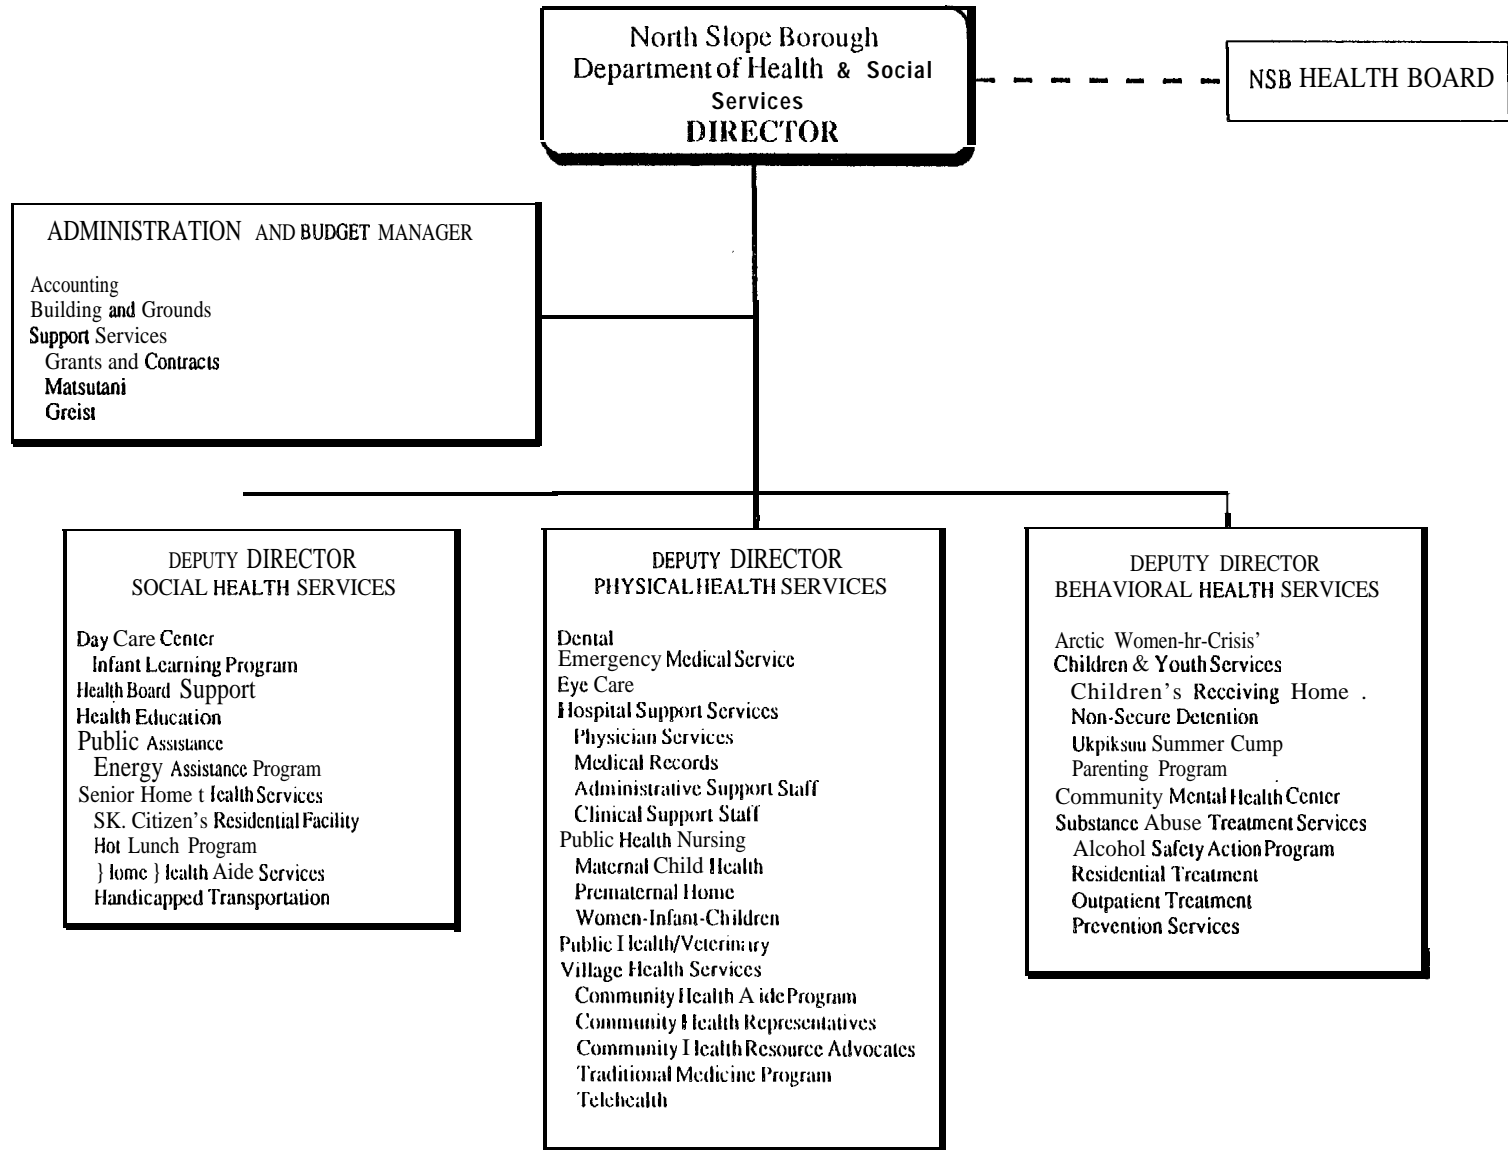 North Slope Borough
Department of Health & Social
Services
DIRECTOR
NSB HEALTH BOARD
ADMINISTRATION AND BUDGET MANAGER
Accounting
Building and Grounds
Support Services
Grants and Contracts
Matsutani
Greist
DEPUTY DIRECTOR
SOCIAL HEALTH SERVICES
Day Care Center
Infant Learning Program
Health Board Support
Health Education
Public Assistance
Energy Assistance Program
Senior Home t lealth Services
SK. Citizen's Residential Facility
Hot Lunch Program
}lome }lealth Aide Services
Handicapped Transportation
DEPUTY DIRECTOR
PHYSICAL HEALTH SERVICES
Dental
Emergency Medical Service
Eye Care
Hospital Support Services
Physician Services
Medical Records
Administrative Support Staff
Clinical Support Staff
Public Health Nursing
Maternal Child Health
Prematernal Home
Women-Infant-Children
Public Health/Veterinary
Village Health Services
Community Health Aide Program
Community Health Representatives
Community Health Resource Advocates
Traditional Medicine Program
Telehealth
DEPUTY DIRECTOR
BEHAVIORAL HEALTH SERVICES
Arctic Women-hr-Crisis'
Children & Youth Services
Children's Receiving Home .
Non-Secure Detention
Ukpiksuu Summer Cump
Parenting Program
Community Mental Health Center
Substance Abuse Treatment Services
Alcohol Safety Action Program
Residential Treatment
Outpatient Treatment
Prevention Services